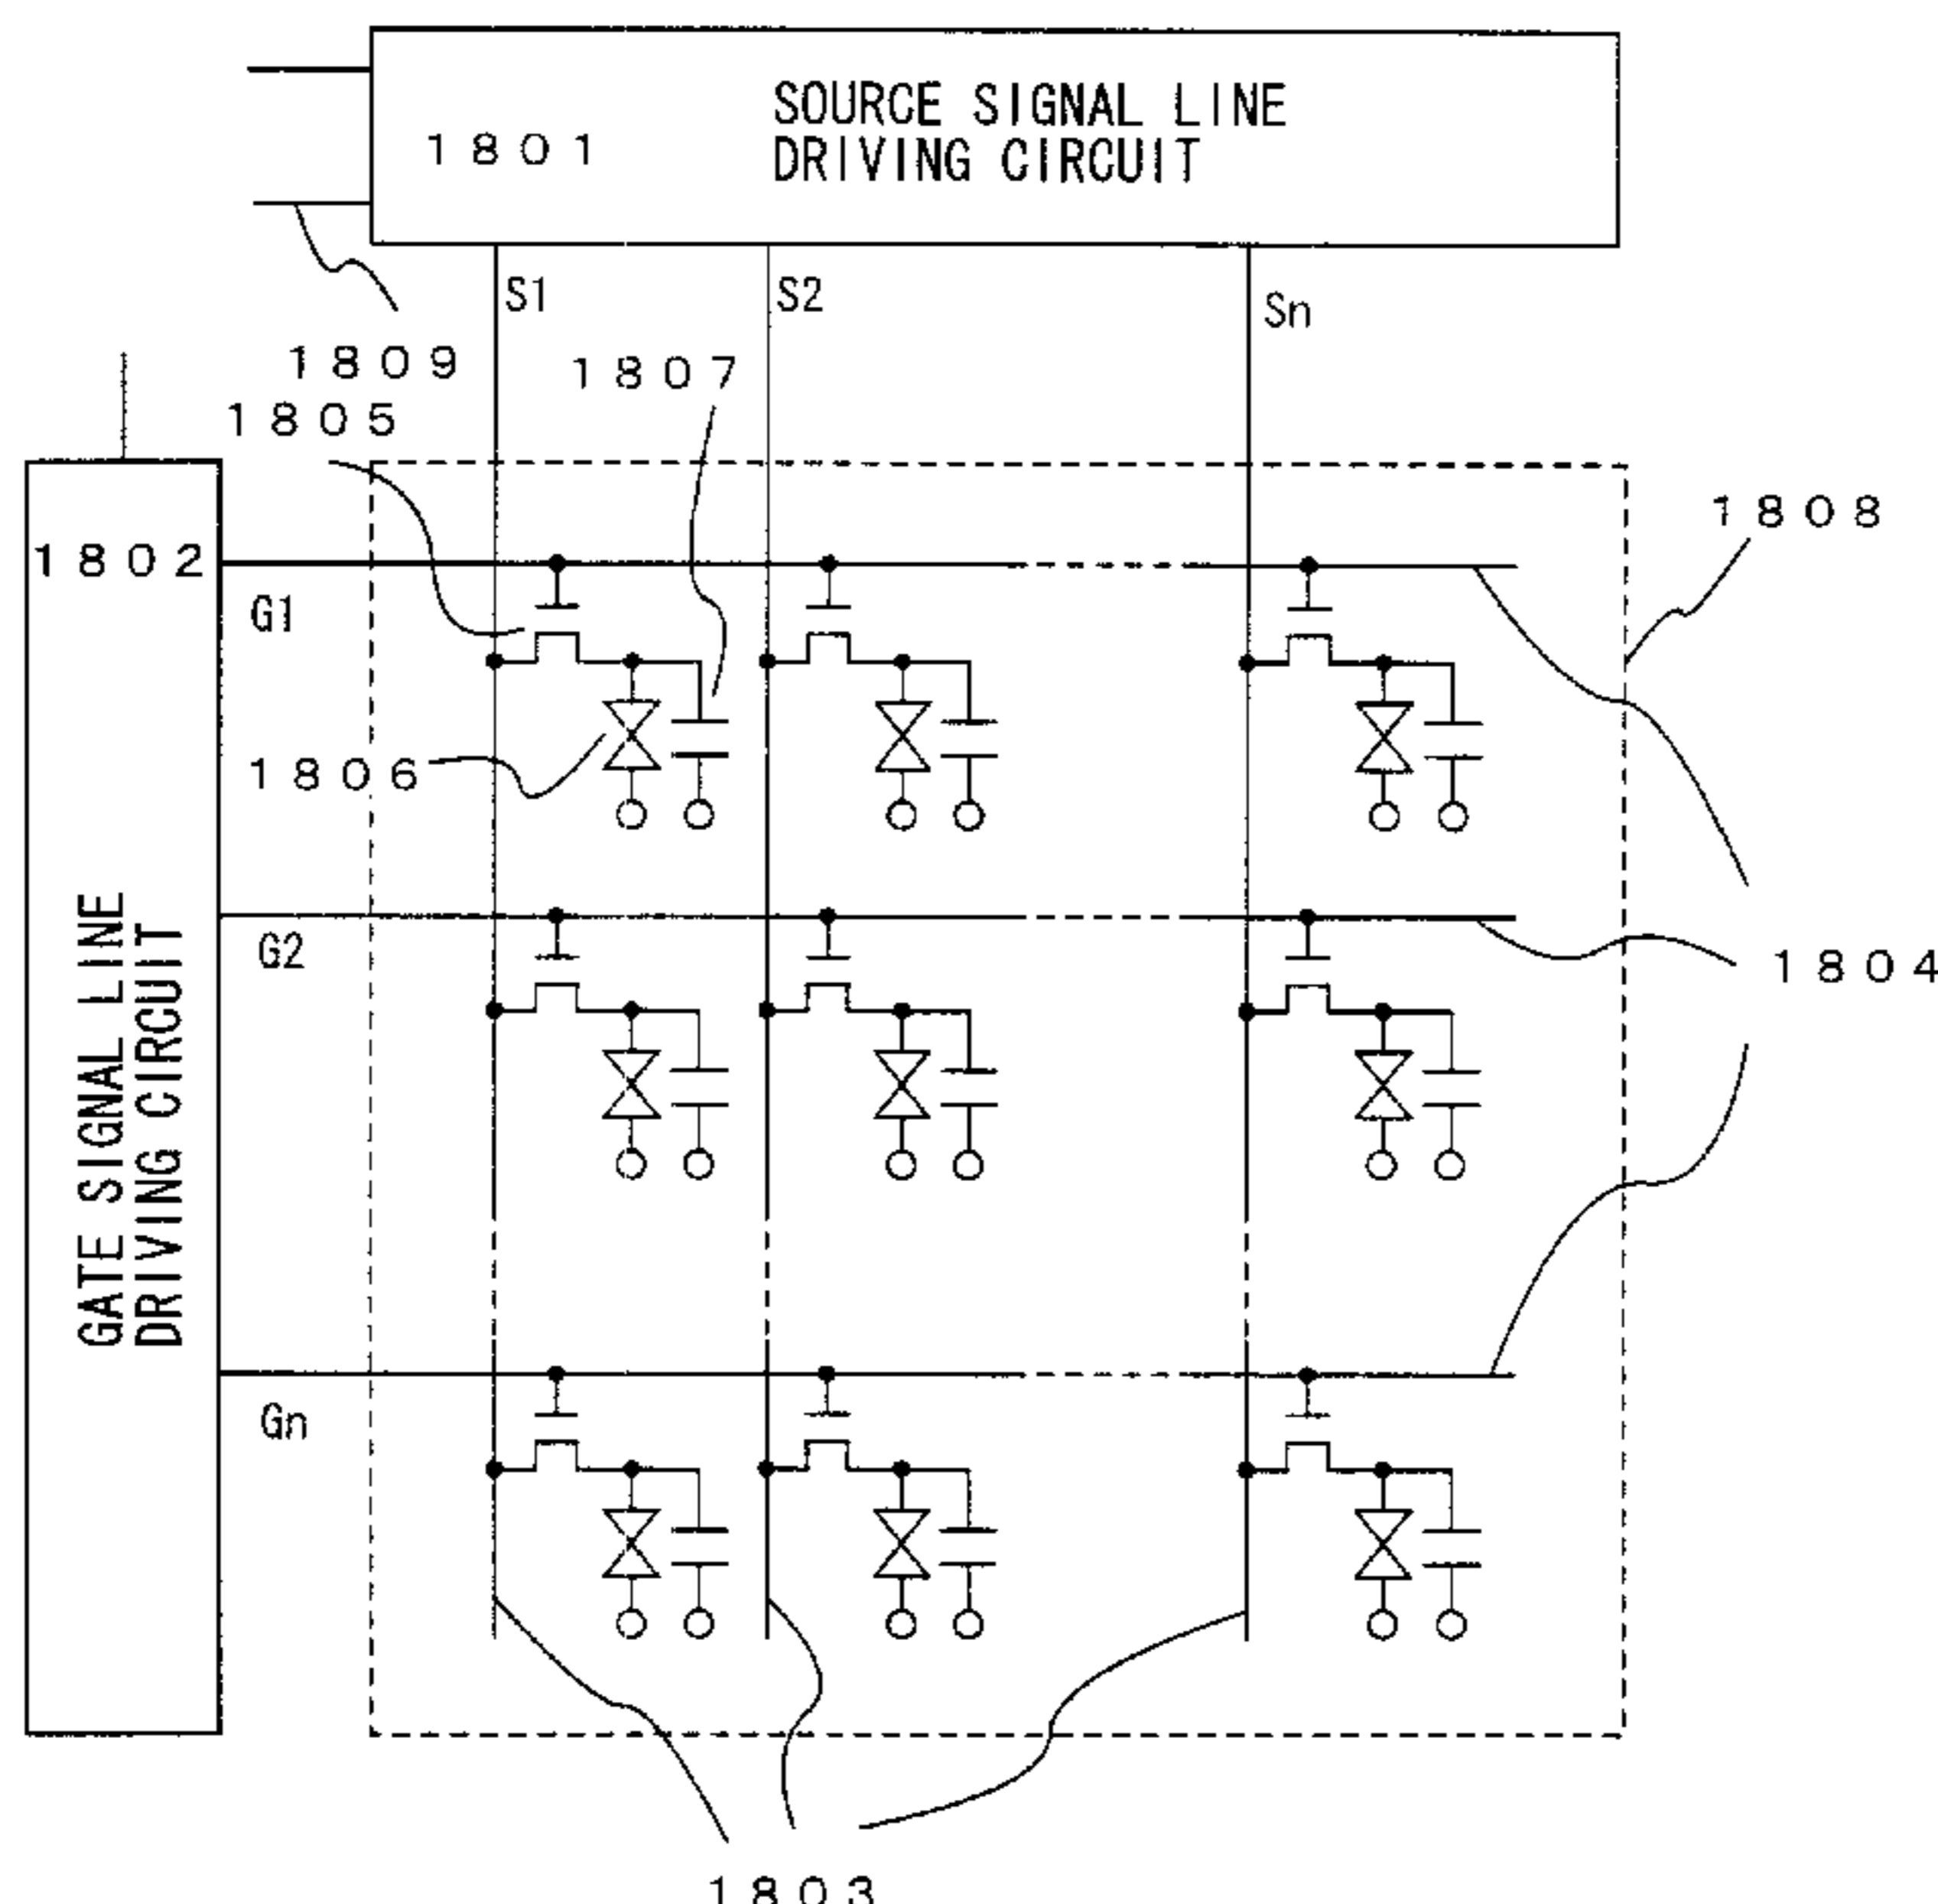 SOURCE SIGNAL LINE
DRIVING CIRCUIT
1801
S1
S2
Sn
1809
1807
1805
1808
1802
G1
1806
GATE SIGNAL LINE
DRIVING CIRCUIT
G2
1804
Gn
1803